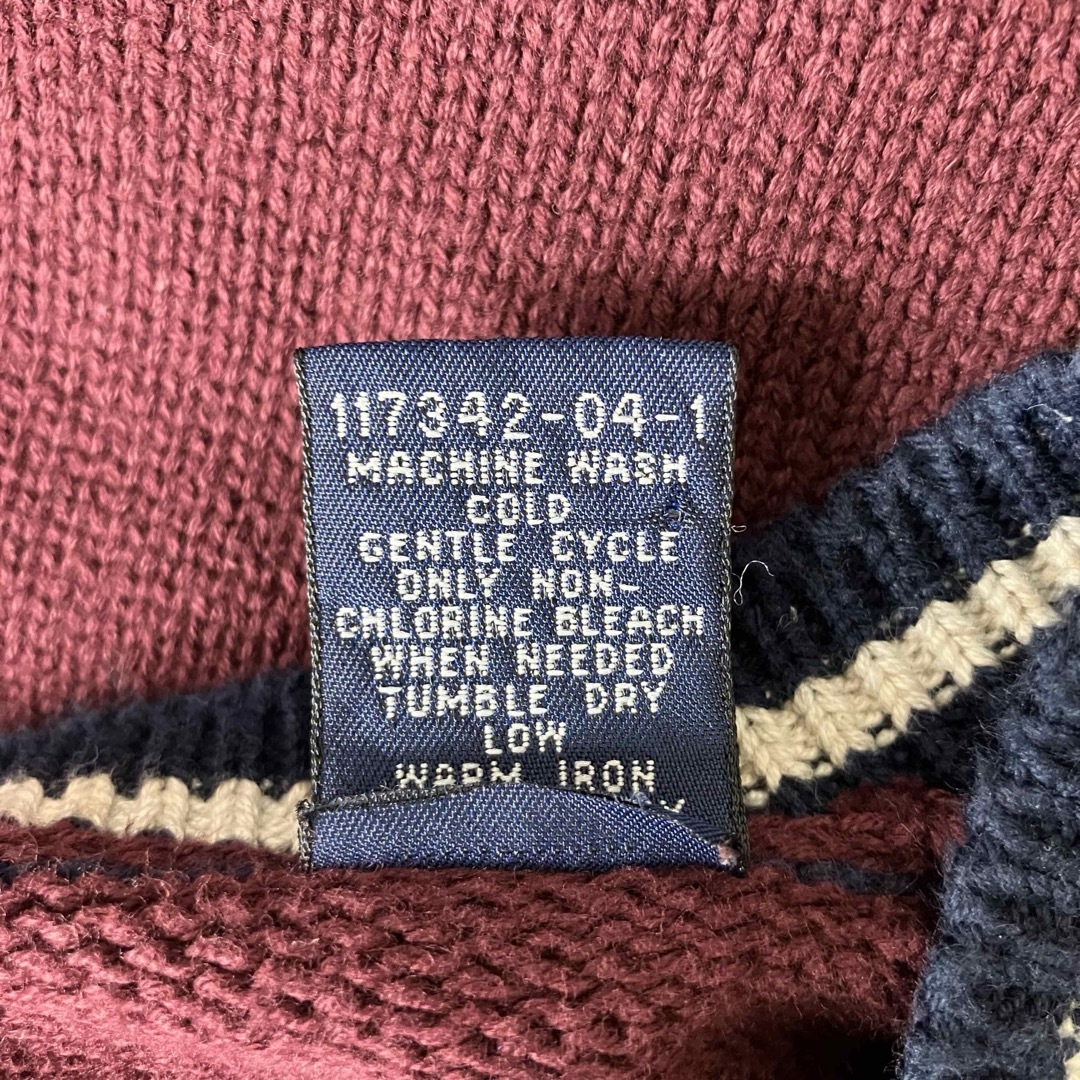 117342-04-1
MACHINE WASH
COLD
GENTLE CYCLE
ONLY NON-
CHLORINE BLEACH
WHEN NEEDED
TUMBLE DRY
LOW
WARM IRON